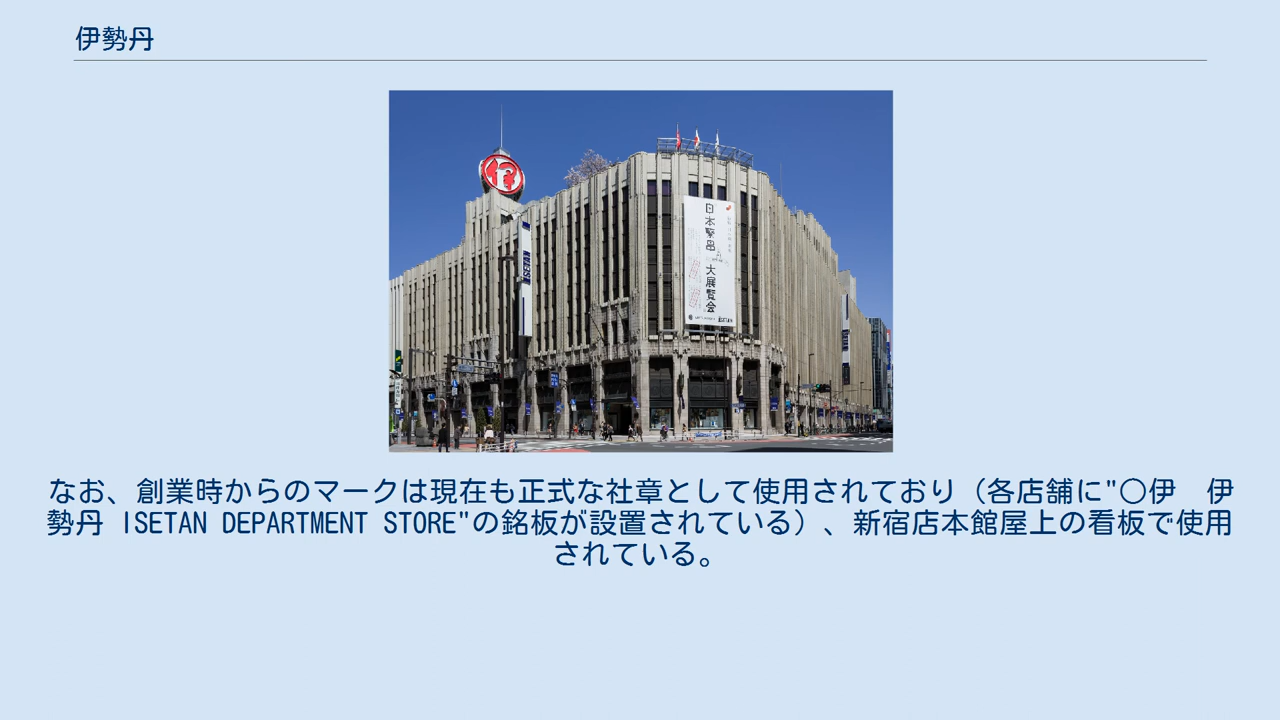 伊勢丹
日本繁昌 大展覧会
なお、創業時からのマークは現在も正式な社章として使用されており（各店舗に"〇伊　伊
勢丹 ISETAN DEPARTMENT STORE"の銘板が設置されている）、新宿店本館屋上の看板で使用
されている。